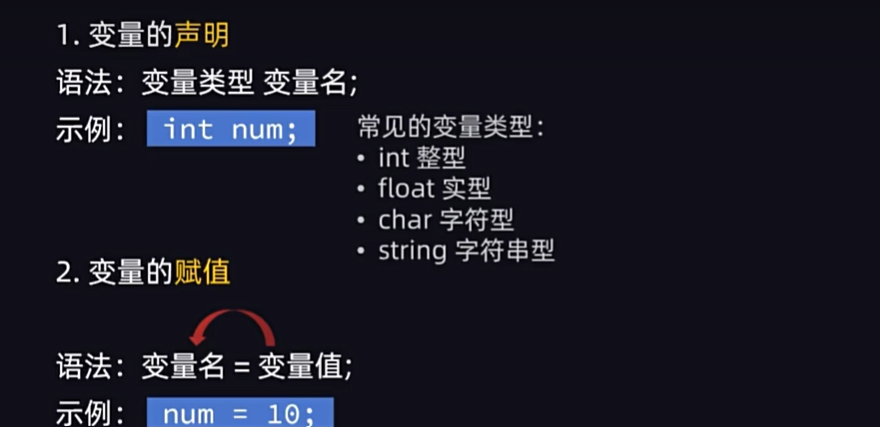 1. 变量的声明
语法：变量类型 变量名;
示例： int num;
常见的变量类型：
• int 整型
• float 实型
• char 字符型
• string 字符串型
2. 变量的赋值
语法：变量名 = 变量值;
示例： num = 10;